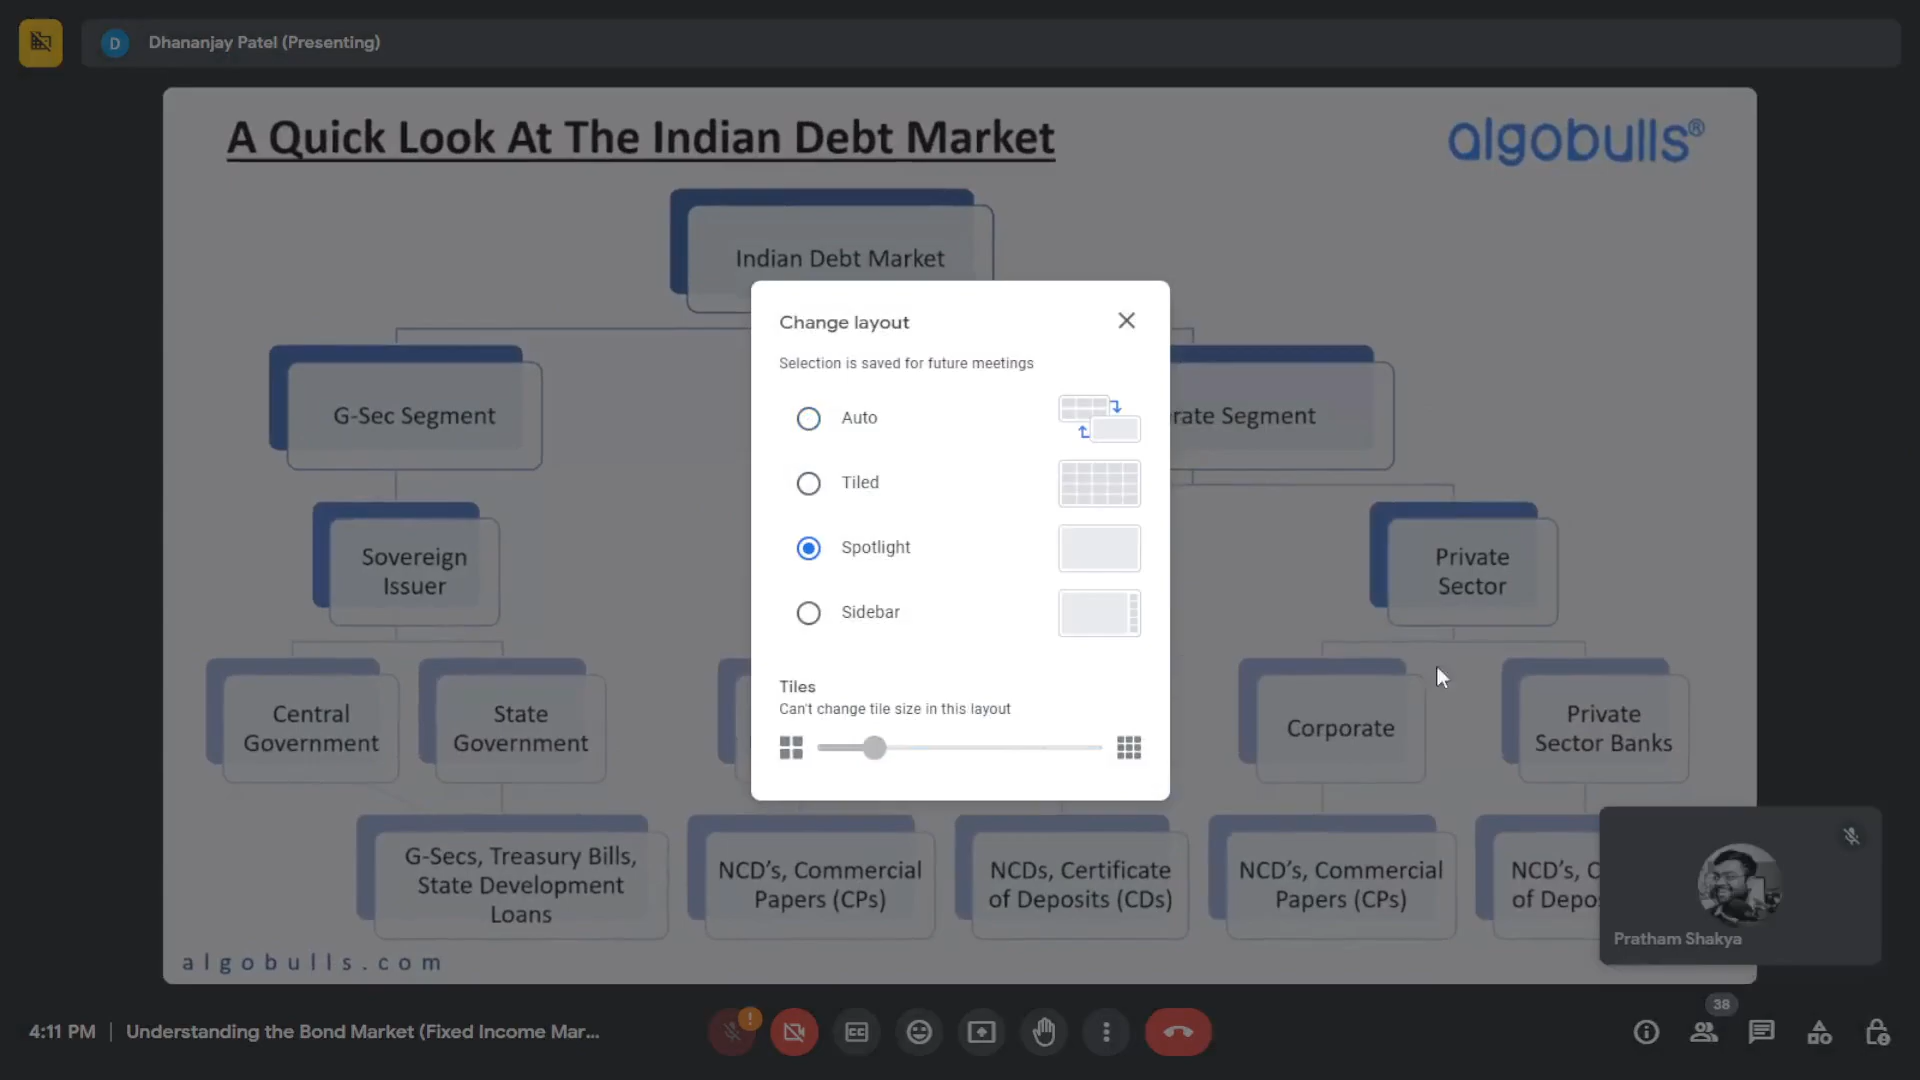 D
Dhananjay Patel (Presenting)
A Quick Look At The Indian Debt Market
algobulls®
Indian Debt Market
Change layout
Selection is saved for future meetings
Auto
Tiled
Spotlight
Sidebar
Tiles
Can't change tile size in this layout
G-Sec Segment
rate Segment
Sovereign
Issuer
Private
Sector
Central
Government
State
Government
Corporate
Private
Sector Banks
G-Secs, Treasury Bills,
State Development
Loans
NCD's, Commercial
Papers (CPs)
NCDs, Certificate
of Deposits (CDs)
NCD's, Commercial
Papers (CPs)
NCD's, C
of Depo
Pratham Shakya
algobulls.com
38
4:11 PM | Understanding the Bond Market (Fixed Income Mar...
CC